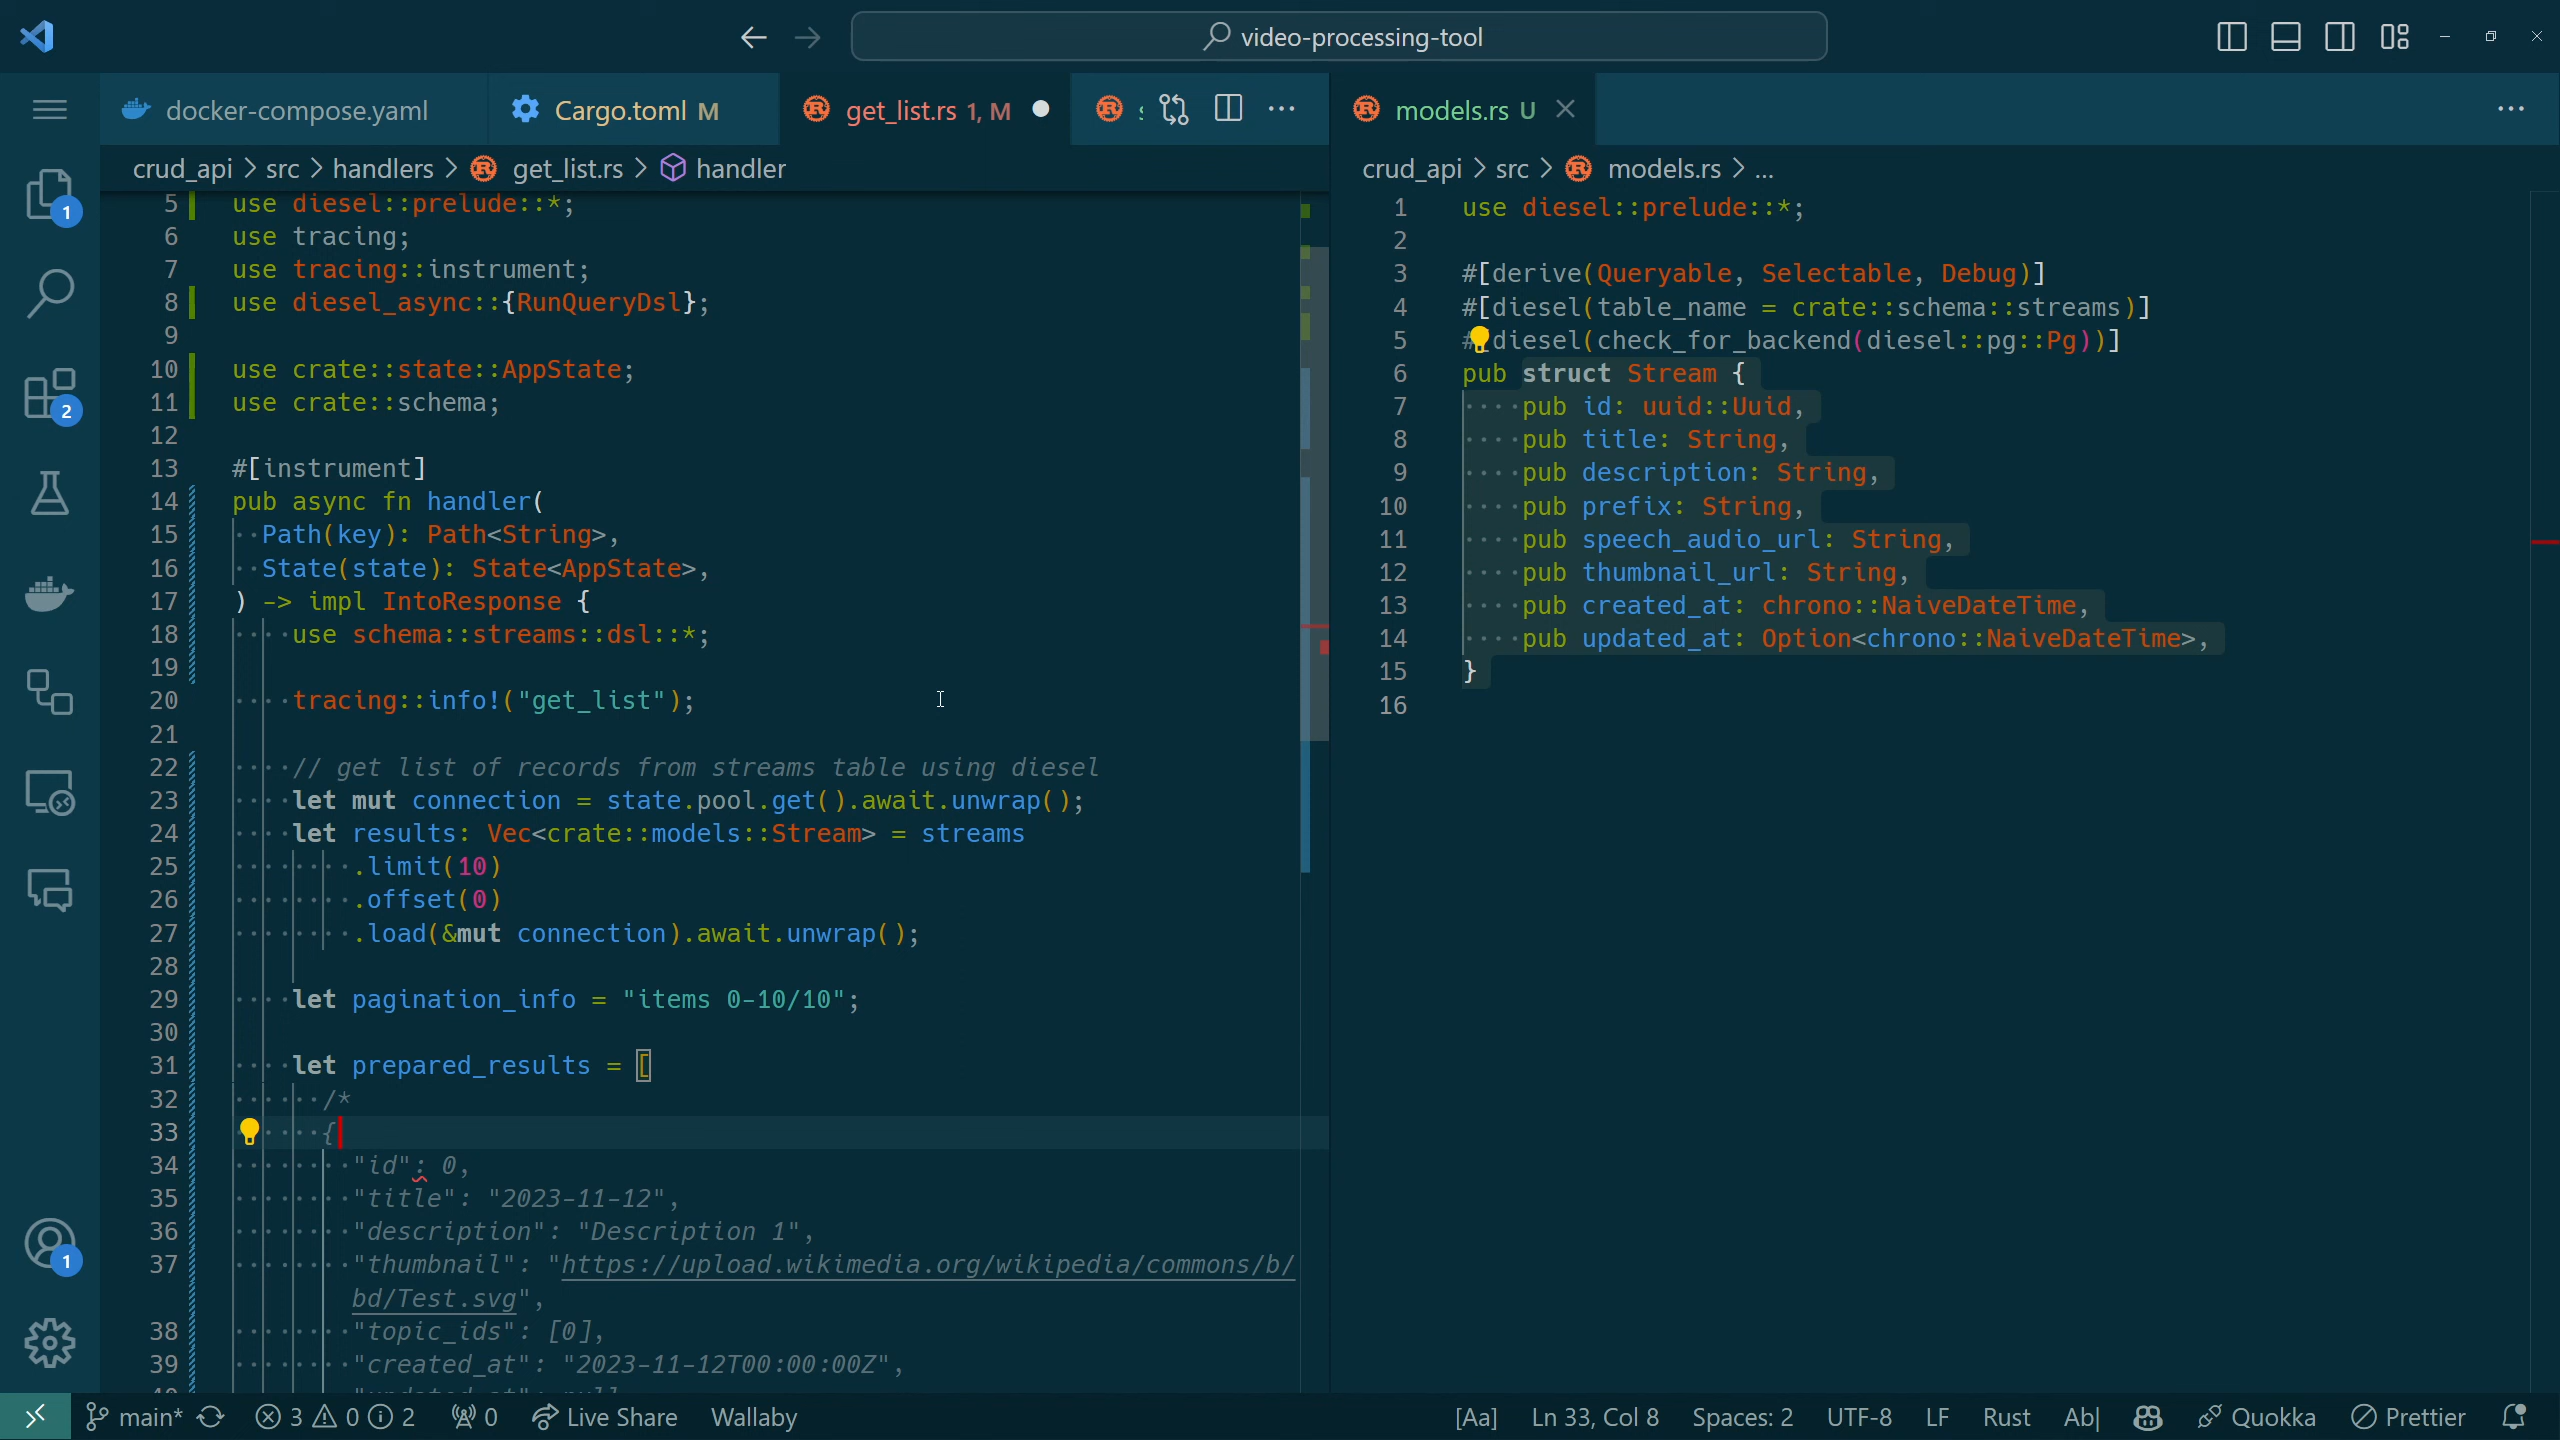 video-processing-tool
docker-compose.yaml
Cargo.toml M
get_list.rs 1, M
models.rs U
crud_api > src > handlers > get_list.rs > handler
5 use diesel::prelude::*;
6 use tracing;
7 use tracing::instrument;
8 use diesel_async::{RunQueryDsl};
9
10 use crate::state::AppState;
11 use crate::schema;
12
13 #[instrument]
14 pub async fn handler(
15 Path(key): Path<String>,
16 State(state): State<AppState>,
17 ) -> impl IntoResponse {
18 use schema::streams::dsl::*;
19
20 tracing::info!("get_list");
21
22 // get list of records from streams table using diesel
23 let mut connection = state.pool.get().await.unwrap();
24 let results: Vec<crate::models::Stream> = streams
25 .limit(10)
26 .offset(0)
27 .load(&mut connection).await.unwrap();
28
29 let pagination_info = "items 0-10/10";
30
31 let prepared_results = [
32 /*
33 {
34 "id": 0,
35 "title": "2023-11-12",
36 "description": "Description 1",
37 "thumbnail": "https://upload.wikimedia.org/wikipedia/commons/b/
bd/Test.svg",
38 "topic_ids": [0],
39 "created_at": "2023-11-12T00:00:00Z",
crud_api > src > models.rs > ...
1 use diesel::prelude::*;
2
3 #[derive(Queryable, Selectable, Debug)]
4 #[diesel(table_name = crate::schema::streams)]
5 #[diesel(check_for_backend(diesel::pg::Pg))]
6 pub struct Stream {
7 pub id: uuid::Uuid,
8 pub title: String,
9 pub description: String,
10 pub prefix: String,
11 pub speech_audio_url: String,
12 pub thumbnail_url: String,
13 pub created_at: chrono::NaiveDateTime,
14 pub updated_at: Option<chrono::NaiveDateTime>,
15 }
16
1
2
1
main* 3 0 2 0 Live Share Wallaby [Aa] Ln 33, Col 8 Spaces: 2 UTF-8 LF Rust Ab| Quokka Prettier